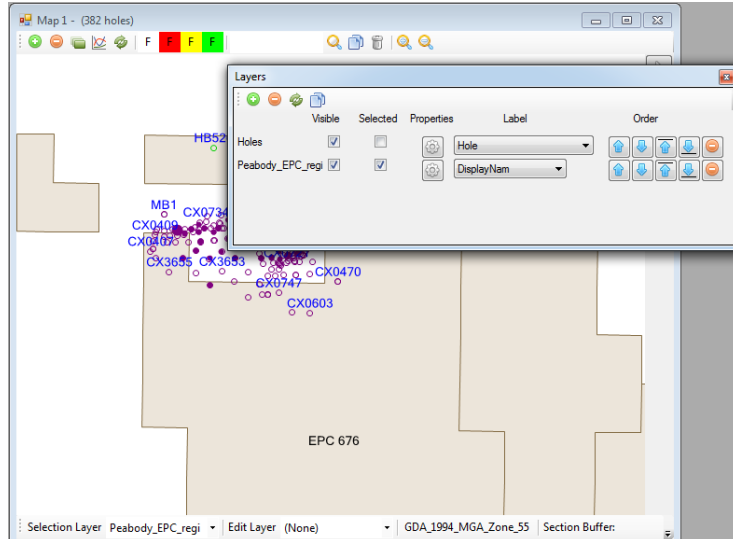 Map 1 - (382 holes)
F F F F
Layers
Visible Selected Properties Label Order
Holes Hole
Peabody_EPC_regi DisplayNam
HB52
MB1
CX0734
CX0409
CX0407
CX3655 CX3653
CX0470
CX0747
CX0603
EPC 676
Selection Layer Peabody_EPC_regi Edit Layer (None) GDA_1994_MGA_Zone_55 Section Buffer: